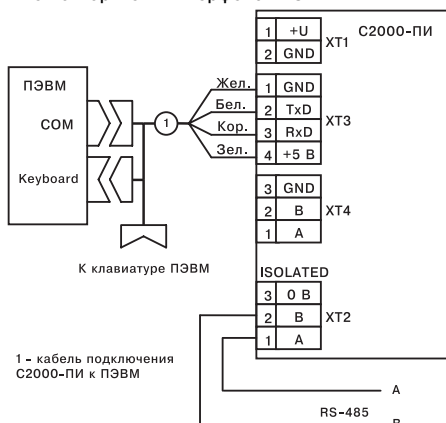 1 +U XT1 С2000-ПИ
2 GND
ПЭВМ
COM
Keyboard
1
Жел. 1 GND
Бел. 2 TxD XT3
Кор. 3 RxD
Зел. 4 +5 В
3 GND
2 B XT4
1 A
К клавиатуре ПЭВМ
ISOLATED
3 0 В
2 B XT2
1 A
1 - кабель подключения
С2000-ПИ к ПЭВМ
A
RS-485